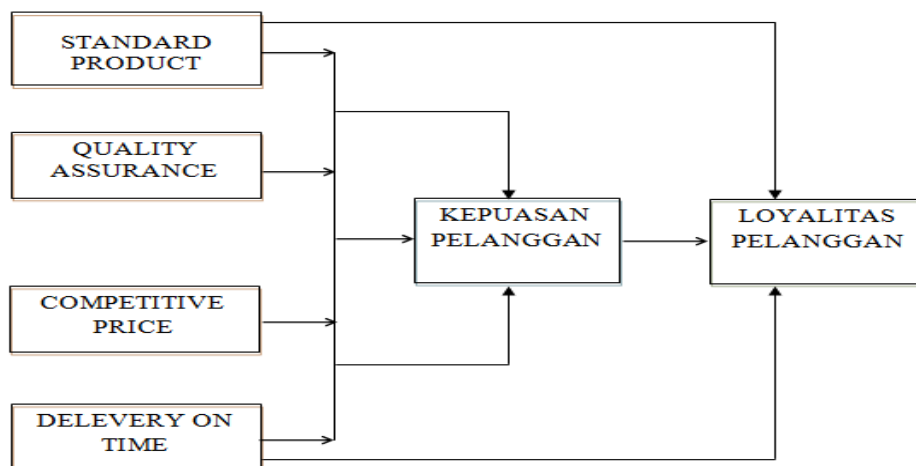 STANDARD
PRODUCT
QUALITY
ASSURANCE
COMPETITIVE
PRICE
DELEVERY ON
TIME
KEPUASAN
PELANGGAN
LOYALITAS
PELANGGAN